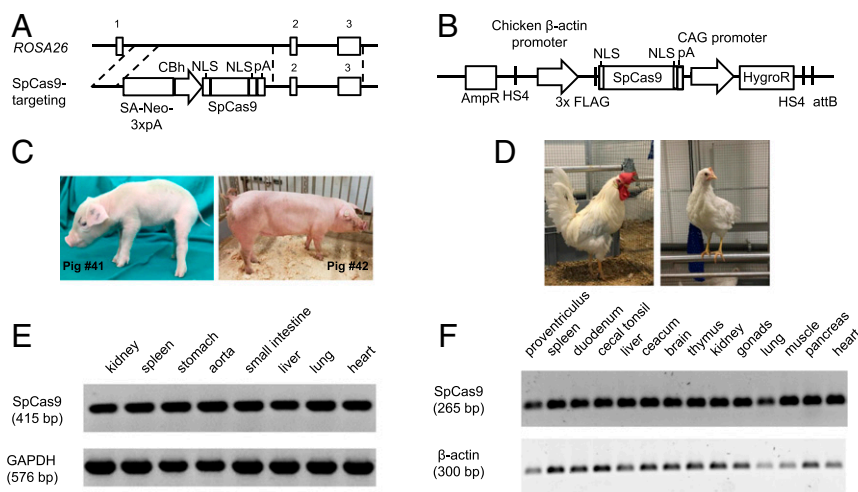 A
1
2
3
ROSA26
CBh
NLS
NLS
pA
2
3
SpCas9-
targeting
SA-Neo-
3xpA
SpCas9
B
Chicken β-actin
promoter
CAG promoter
NLS
NLS
pA
SpCas9
HygroR
AmpR
HS4
3x FLAG
HS4
attB
C
Pig #41
Pig #42
D
E
kidney
spleen
stomach
aorta
small intestine
liver
lung
heart
SpCas9
(415 bp)
GAPDH
(576 bp)
F
proventriculus
spleen
duodenum
cecal tonsil
liver
ceacum
brain
thymus
kidney
gonads
lung
muscle
pancreas
heart
SpCas9
(265 bp)
β-actin
(300 bp)